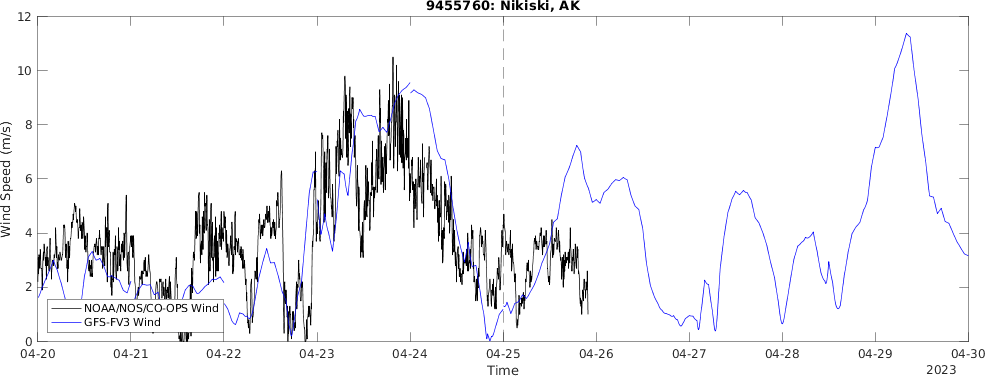 9455760: Nikiski, AK
12
10
8
6
4
2
0
Wind Speed (m/s)
NOAA/NOS/CO-OPS Wind
GFS-FV3 Wind
04-20 04-21 04-22 04-23 04-24 04-25 04-26 04-27 04-28 04-29 04-30
Time
2023